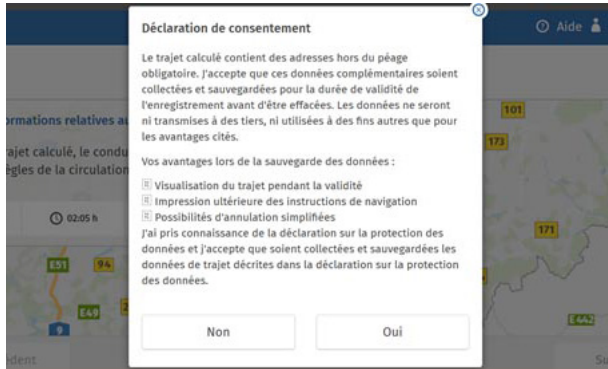 Déclaration de consentement
Aide
Le trajet calculé contient des adresses hors du péage
obligatoire. J'accepte que ces données complémentaires soient
collectées et sauvegardées pour la durée de validité de
l'enregistrement avant d'être effacées. Les données ne seront
ni transmises à des tiers, ni utilisées à des fins autres que pour
les avantages cités.
ormations relatives au
rajet calculé, le condu
ègles de la circulation
101
173
Vos avantages lors de la sauvegarde des données :
Visualisation du trajet pendant la validité
Impression ultérieure des instructions de navigation
Possibilités d'annulation simplifiées
02:05 h
171
J'ai pris connaissance de la déclaration sur la protection des
données et j'accepte que soient collectées et sauvegardées les
données de trajet décrites dans la déclaration sur la protection
des données.
E51
94
E49
9
E442
Non
Oui
édent
Su